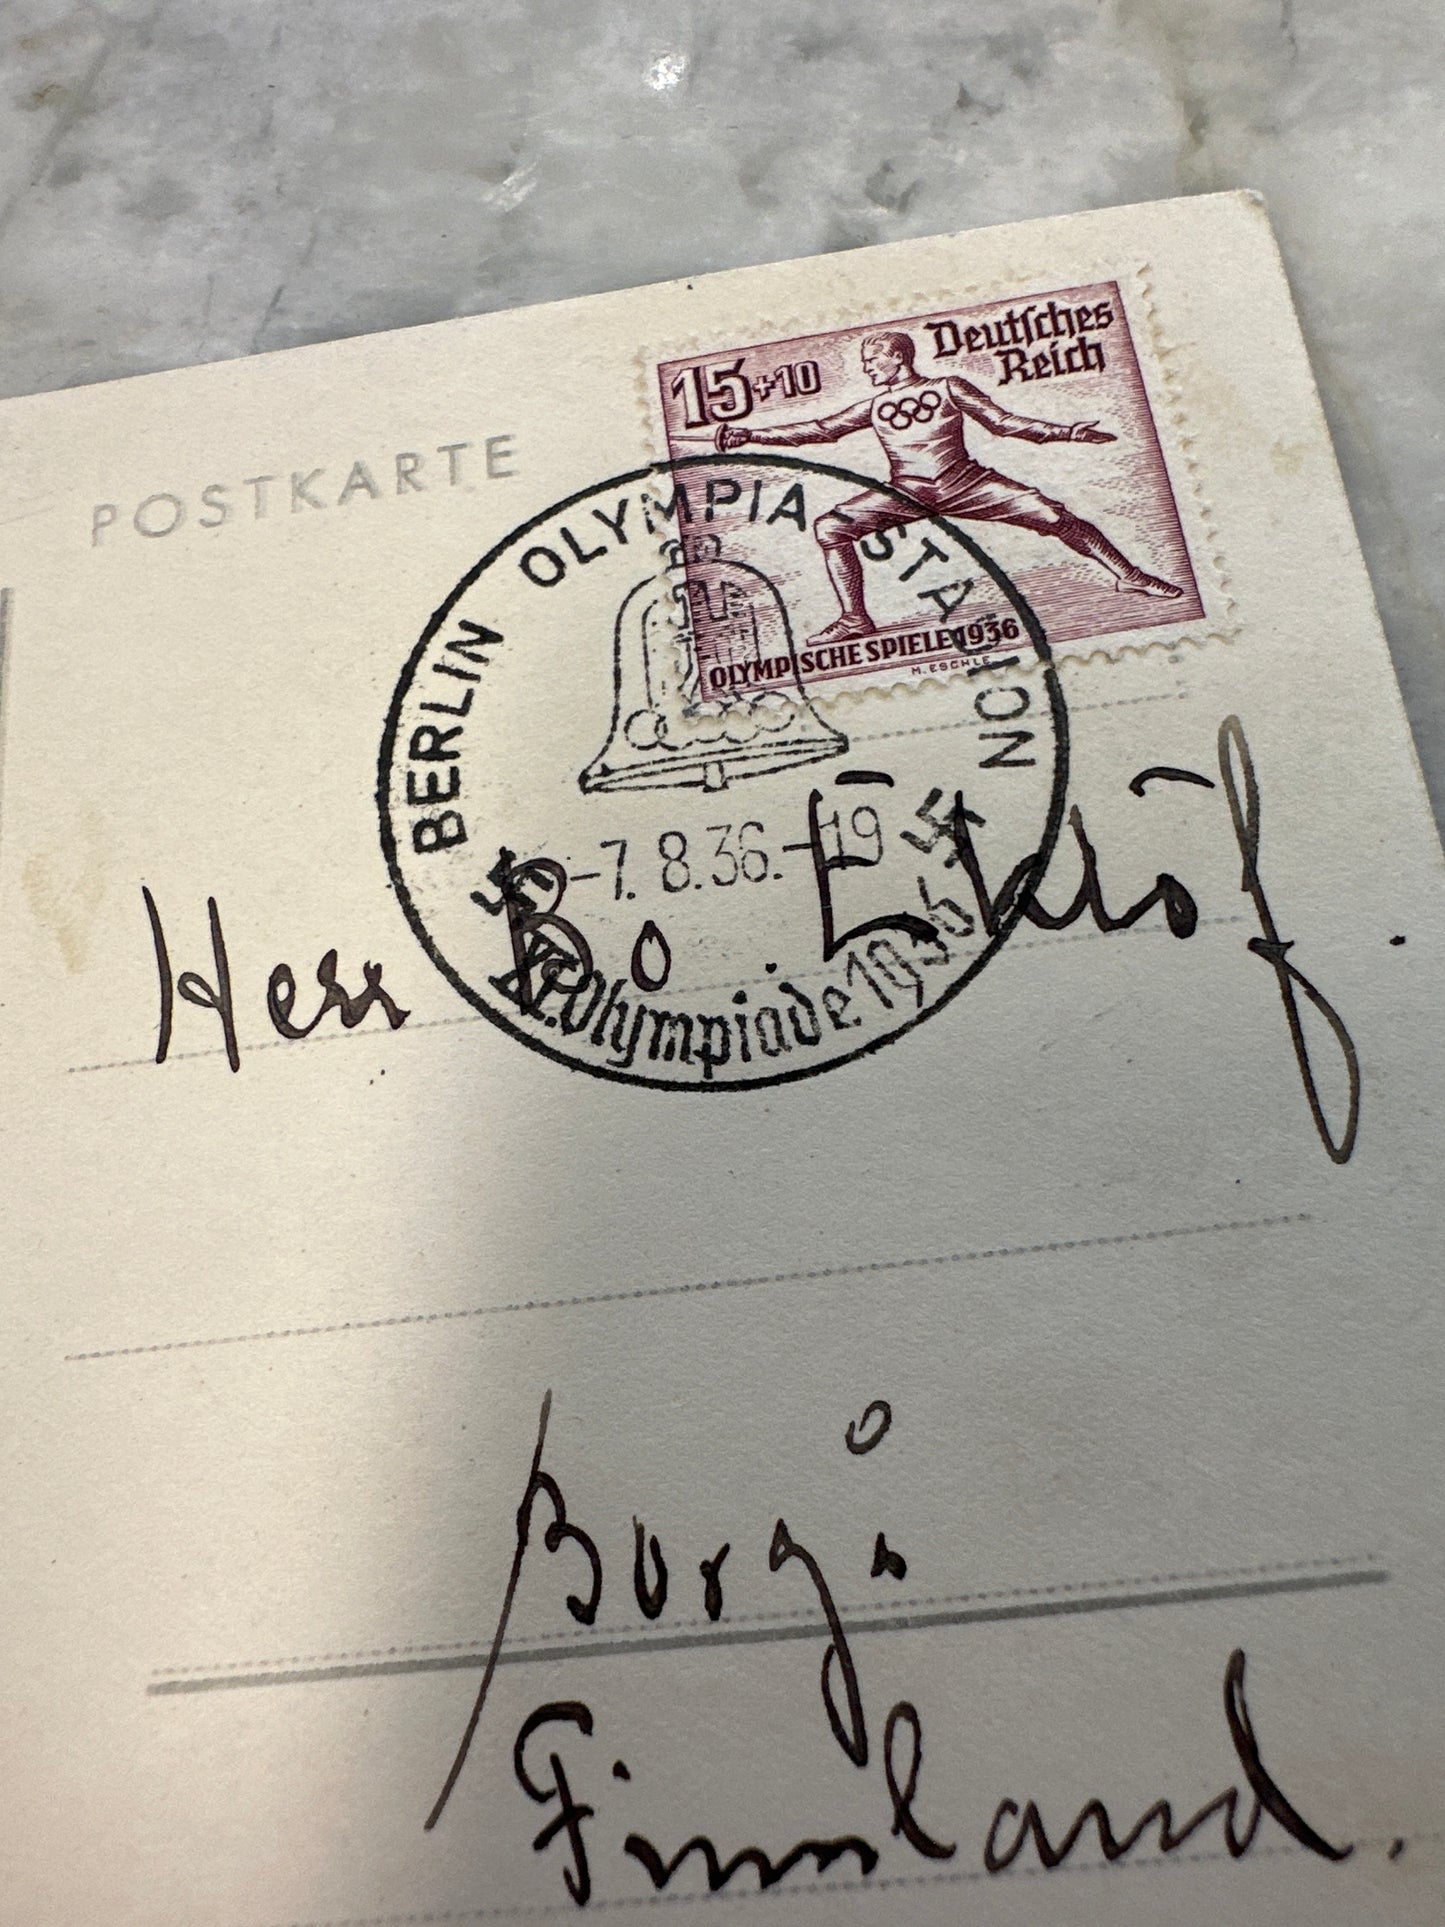 POSTKARTE
15+10
Deutsches
Reich
OLYMPISCHE SPIELE 1936
M. ESCHLE
BERLIN OLYMPIA-STADION
-7.8.36.-19
XI. Olympiade 1936
Herr Bo. Eklöf.
Borgå
Finnland.